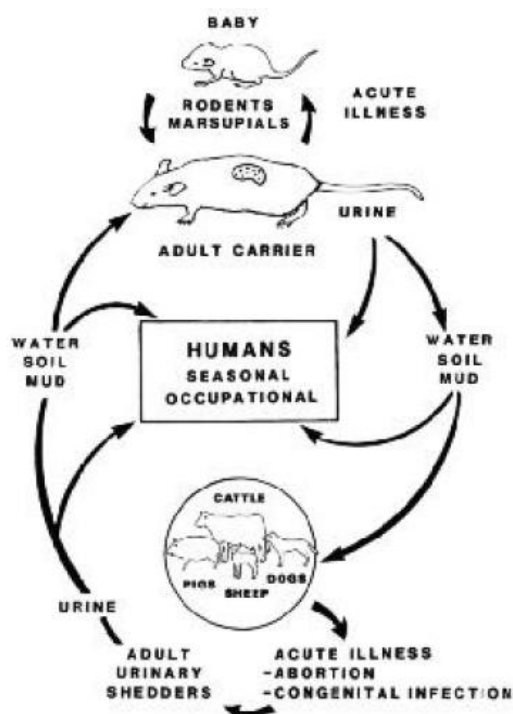 BABY
RODENTS
MARSUPIALS
ACUTE
ILLNESS
URINE
ADULT CARRIER
WATER
SOIL
MUD
HUMANS
SEASONAL
OCCUPATIONAL
WATER
SOIL
MUD
CATTLE
PIGS
SHEEP
DOGS
URINE
ADULT
URINARY
SHEDDERS
ACUTE ILLNESS
-ABORTION
-CONGENITAL INFECTION